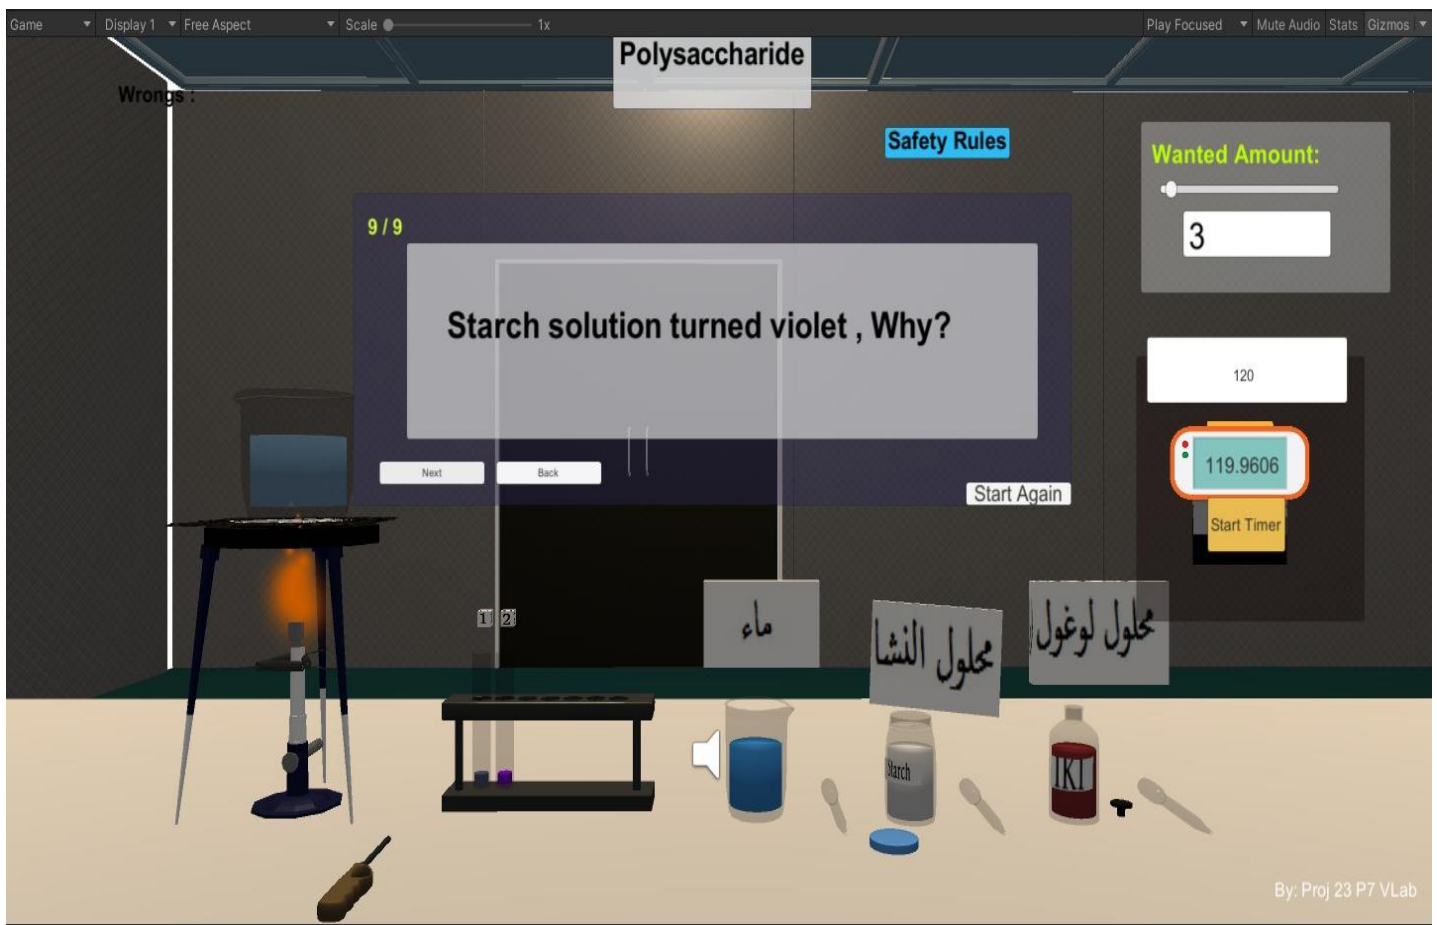 Game Display 1 Free Aspect Scale 1x Play Focused Mute Audio Stats Gizmos
Polysaccharide
Wrongs :
Safety Rules
Wanted Amount:
3
9 / 9
Starch solution turned violet , Why?
Next Back
Start Again
120
119.9606
Start Timer
1 2
ماء
محلول النشا
محلول لوغول
Starch
IKI
By: Proj 23 P7 VLab